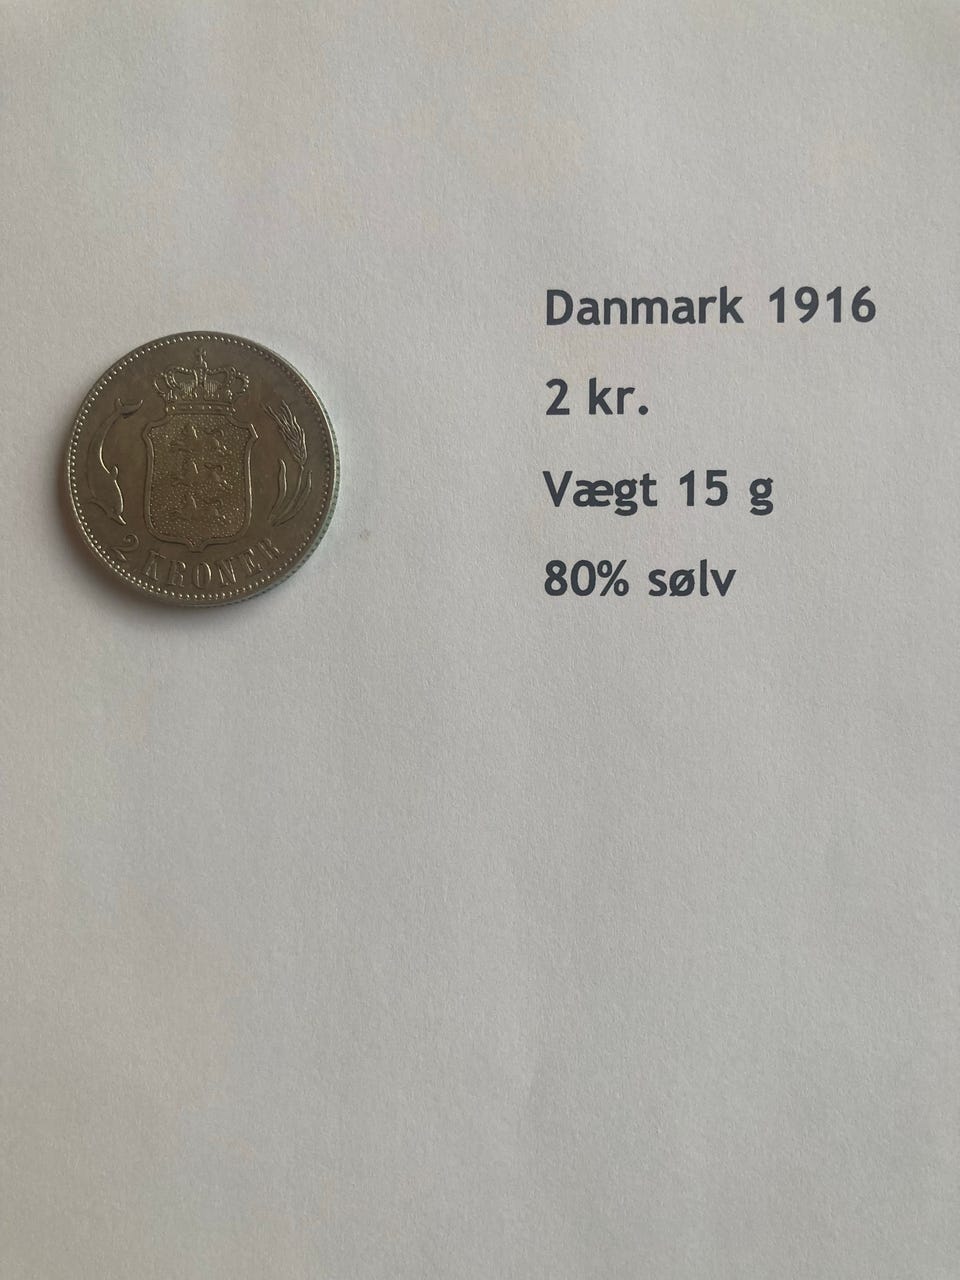 2 KRONER
Danmark 1916
2 kr.
Vægt 15 g
80% sølv